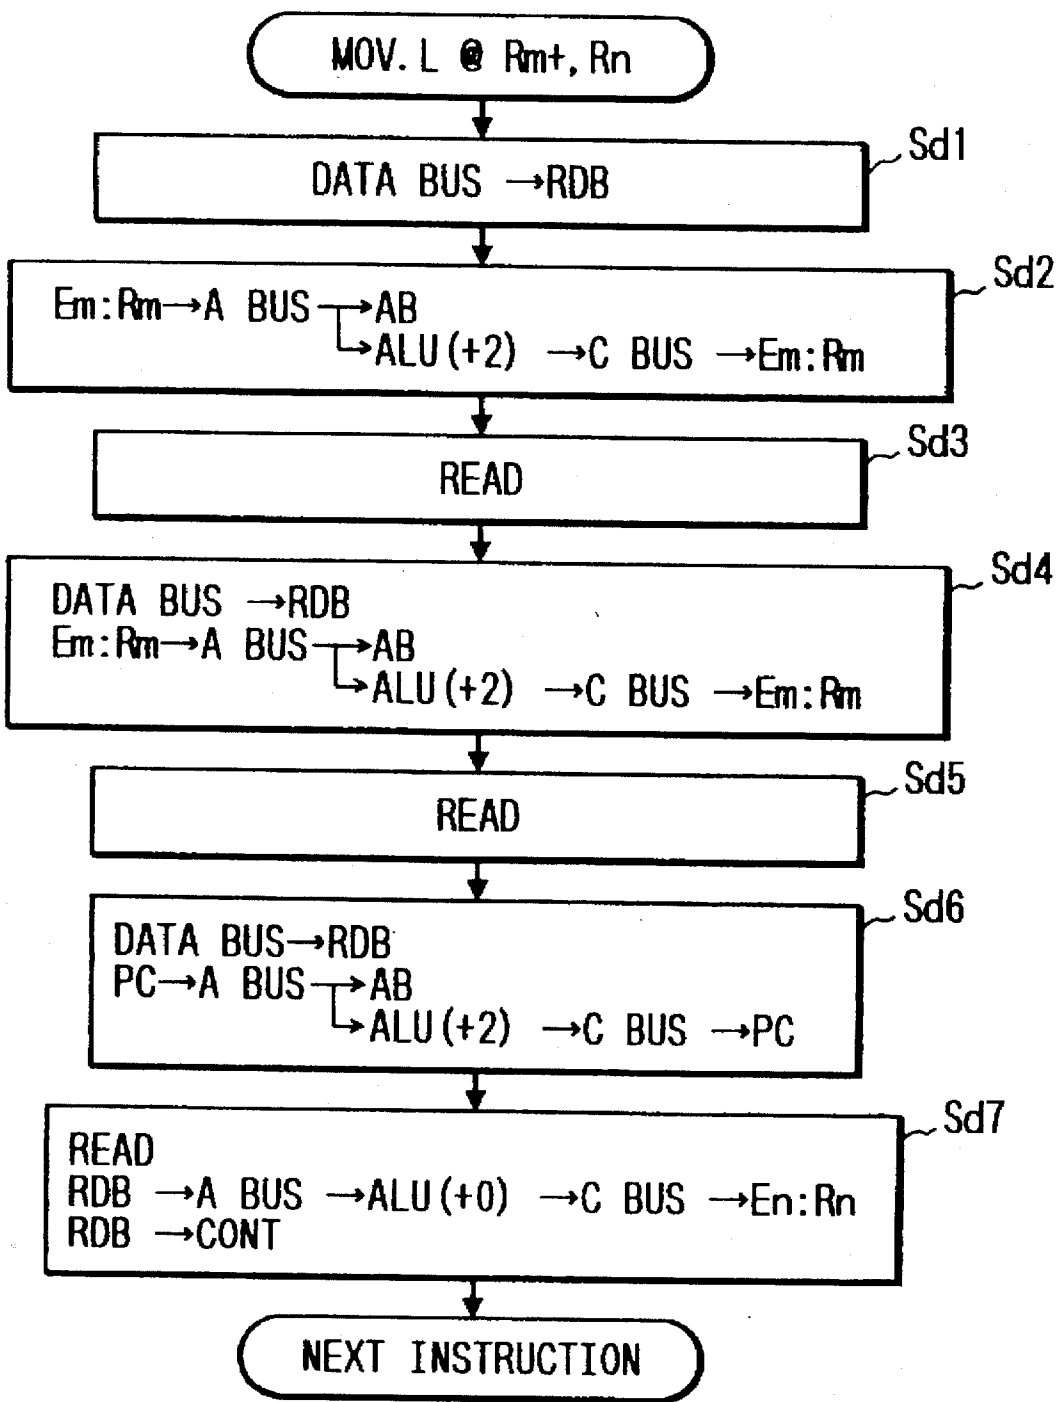 MOV.L @ Rm+,Rn
Sd1
DATA BUS →RDB
Sd2
Em:Rm→A BUS→AB
→ALU(+2) →C BUS →Em:Rm
Sd3
READ
Sd4
DATA BUS →RDB
Em:Rm→A BUS→AB
→ALU(+2) →C BUS →Em:Rm
Sd5
READ
Sd6
DATA BUS→RDB
PC→A BUS→AB
→ALU(+2) →C BUS →PC
Sd7
READ
RDB →A BUS →ALU(+0) →C BUS →En:Rn
RDB →CONT
NEXT INSTRUCTION